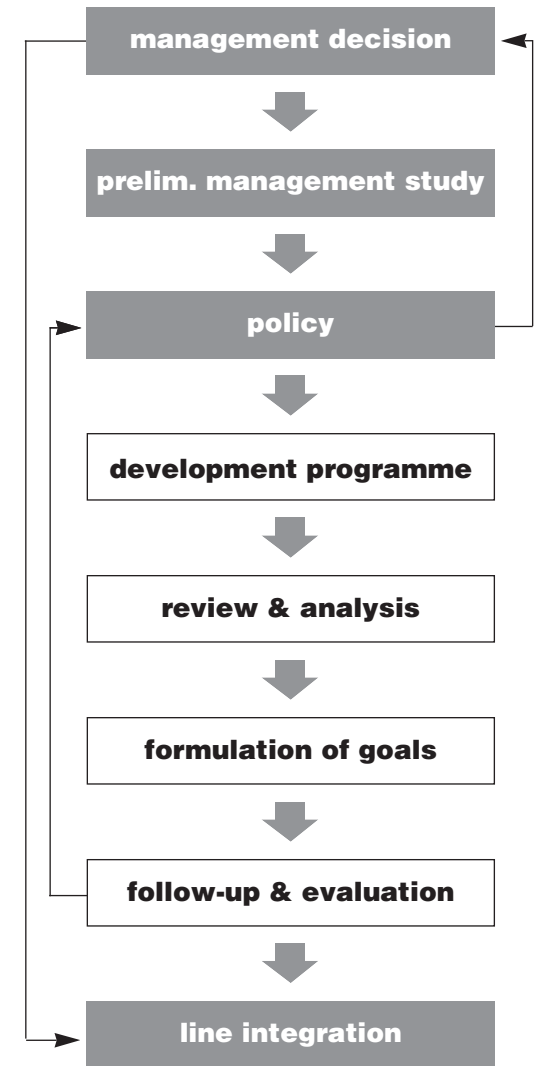 management decision
prelim. management study
policy
development programme
review & analysis
formulation of goals
follow-up & evaluation
line integration